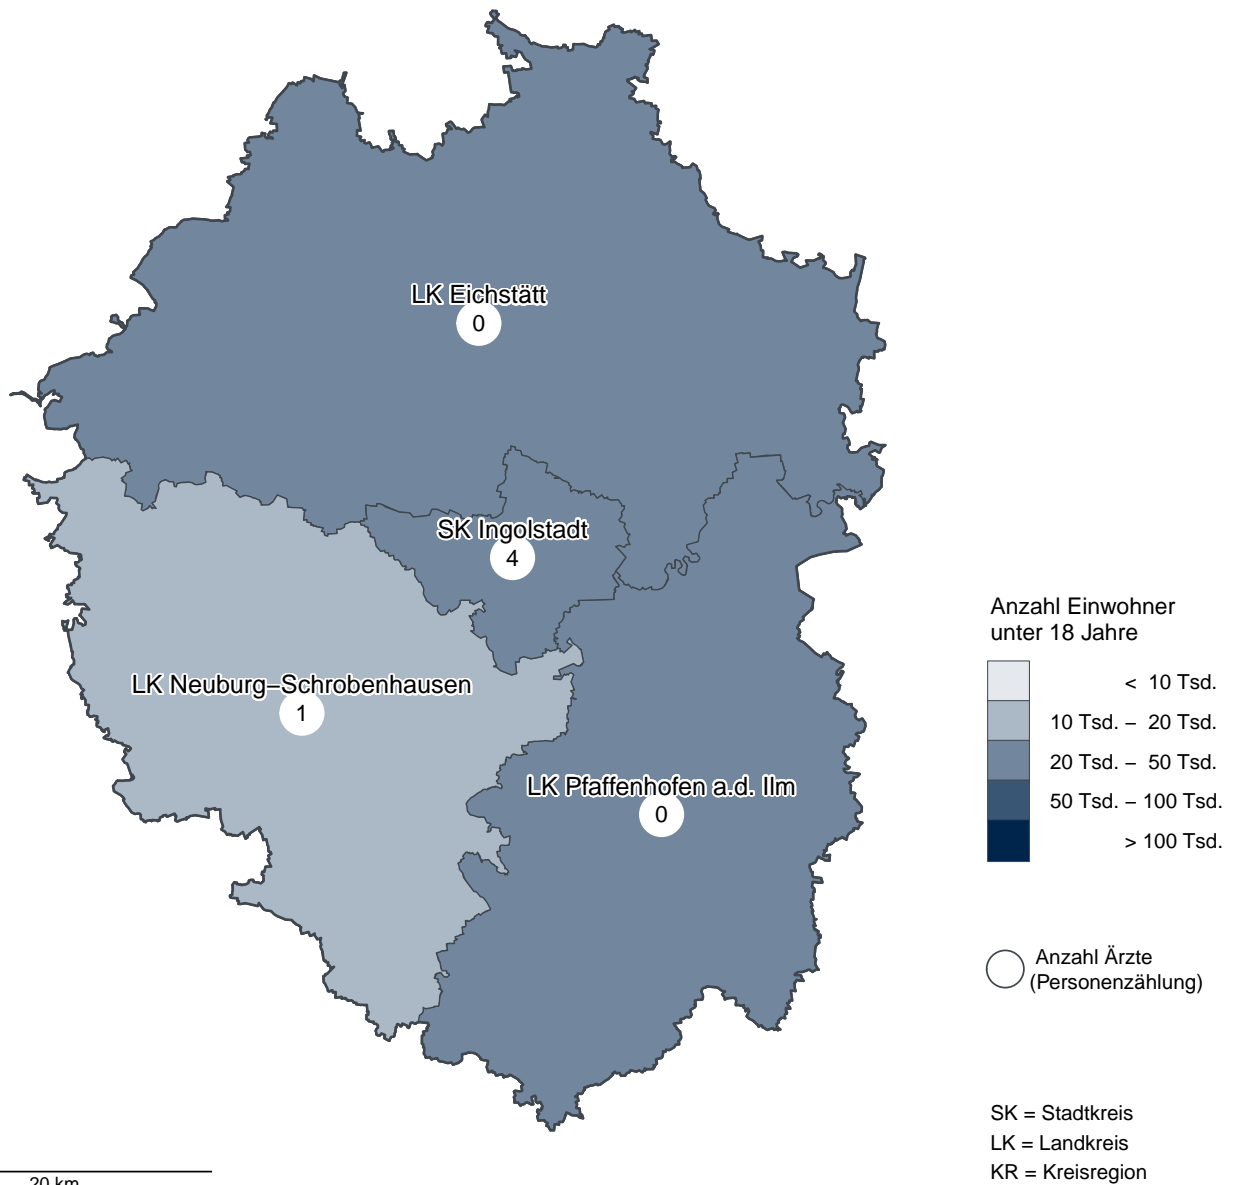 LK Eichstätt
0
SK Ingolstadt
4
LK Neuburg–Schrobenhausen
1
LK Pfaffenhofen a.d. Ilm
0
Anzahl Einwohner
unter 18 Jahre
< 10 Tsd.
10 Tsd. – 20 Tsd.
20 Tsd. – 50 Tsd.
50 Tsd. – 100 Tsd.
> 100 Tsd.
Anzahl Ärzte
(Personenzählung)
SK = Stadtkreis
LK = Landkreis
KR = Kreisregion
20 km